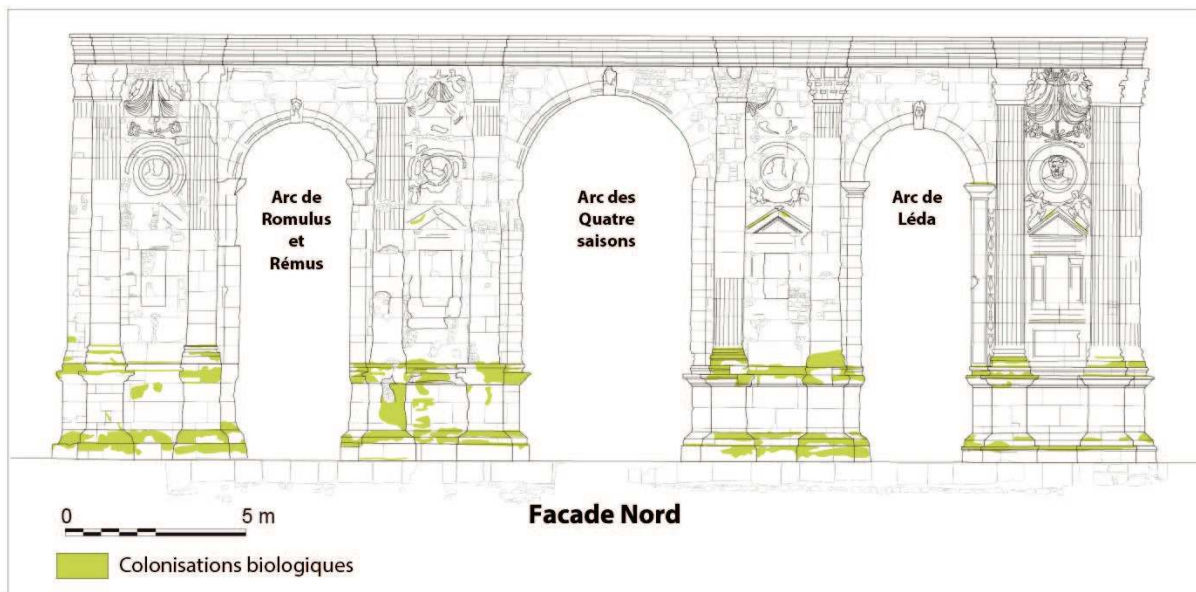 Arc de
Romulus
et
Rémus
Arc des
Quatre
saisons
Arc de
Léda
0 5 m
Facade Nord
Colonisations biologiques